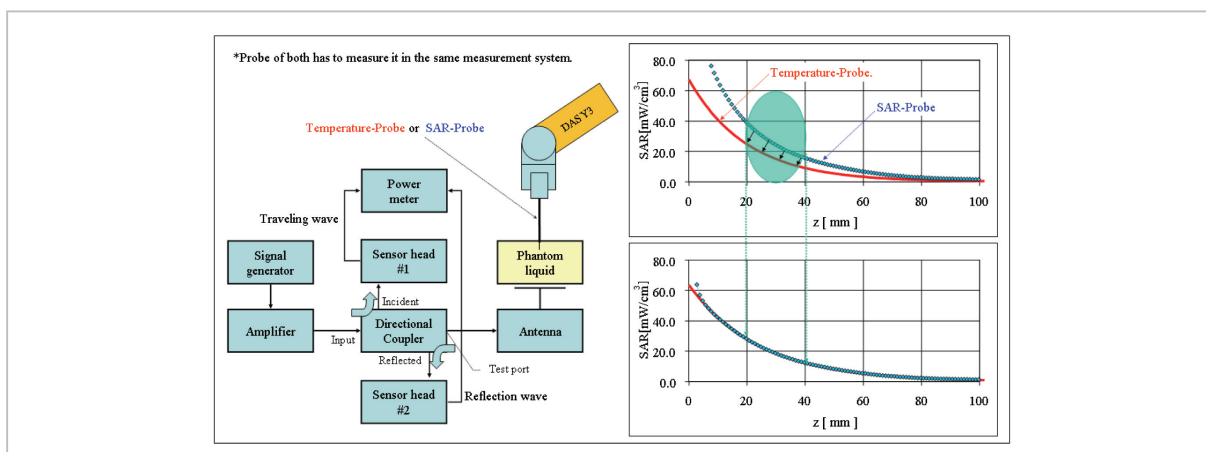 *Probe of both has to measure it in the same measurement system.
DASY3
Temperature-Probe or SAR-Probe
Power
meter
Traveling wave
Signal
generator
Sensor head
#1
Phantom
liquid
Incident
Amplifier
Input
Directional
Coupler
Antenna
Reflected
Test port
Sensor head
#2
Reflection wave
80.0
60.0
40.0
20.0
0.0
SAR[mW/cm3]
Temperature-Probe.
SAR-Probe
0 20 40 60 80 100
z [ mm ]
80.0
60.0
40.0
20.0
0.0
SAR[mW/cm3]
0 20 40 60 80 100
z [ mm ]